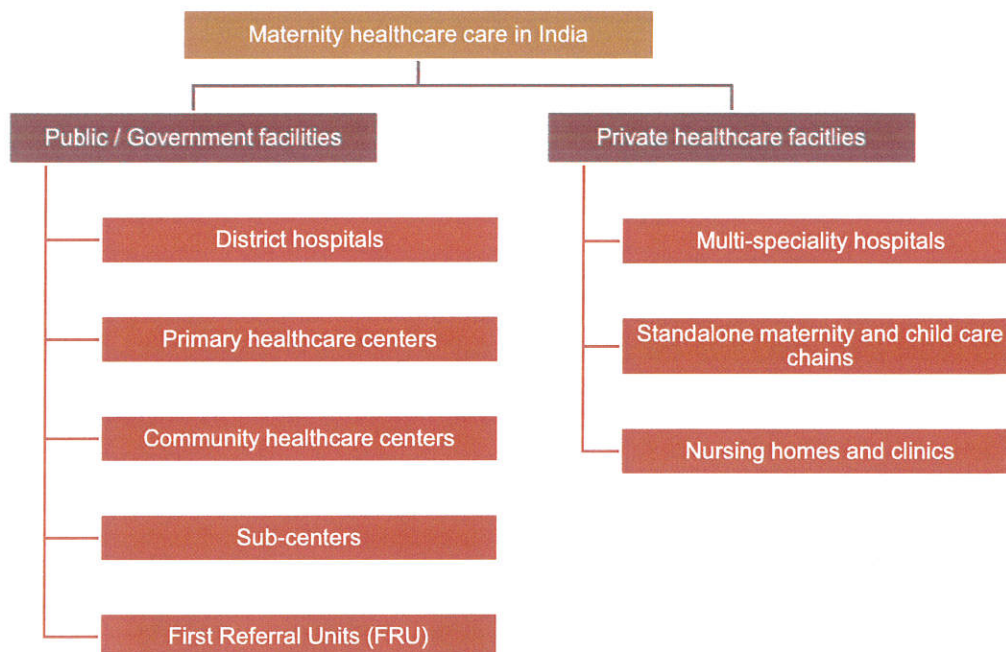 Maternity healthcare care in India
Public / Government facilities
District hospitals
Primary healthcare centers
Community healthcare centers
Sub-centers
First Referral Units (FRU)
Private healthcare facitlies
Multi-speciality hospitals
Standalone maternity and child care
chains
Nursing homes and clinics